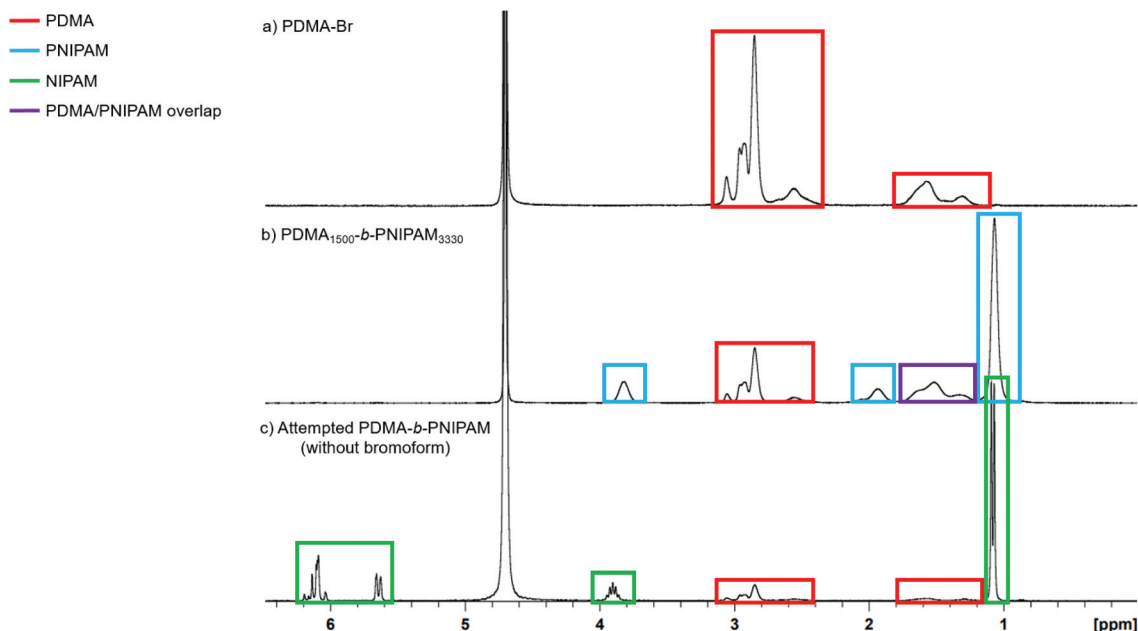 PDMA
PNIPAM
NIPAM
PDMA/PNIPAM overlap
a) PDMA-Br
b) PDMA₁₅₀₀-b-PNIPAM₃₃₃₀
c) Attempted PDMA-b-PNIPAM
(without bromoform)
6 5 4 3 2 1 [ppm]